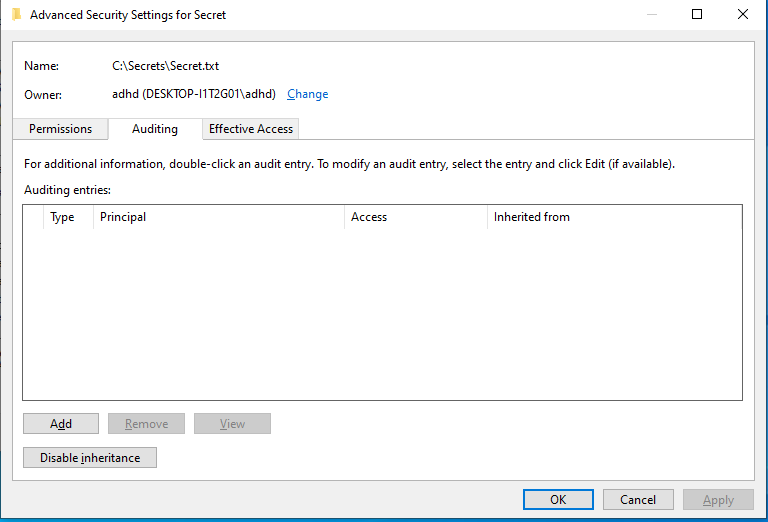 Advanced Security Settings for Secret
Name: C:\Secrets\Secret.txt
Owner: adhd (DESKTOP-I1T2G01\adhd) Change
Permissions Auditing Effective Access
For additional information, double-click an audit entry. To modify an audit entry, select the entry and click Edit (if available).
Auditing entries:
Type Principal Access Inherited from
Add Remove View
Disable inheritance
OK Cancel Apply